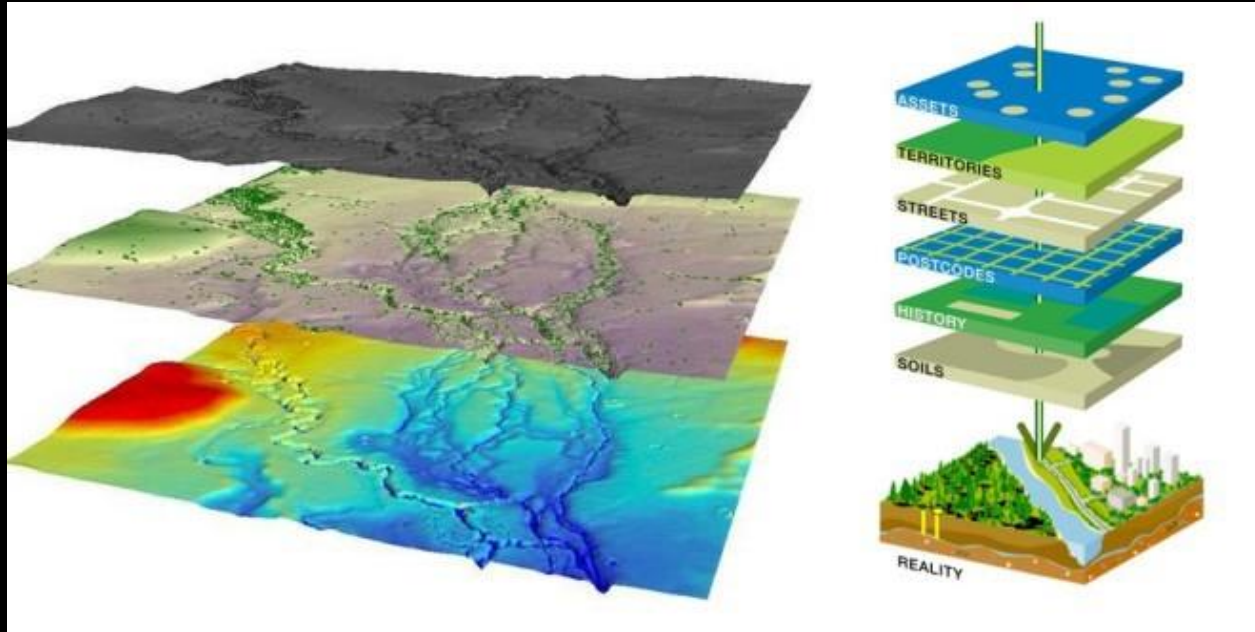 ASSETS
TERRITORIES
STREETS
POSTCODES
HISTORY
SOILS
REALITY